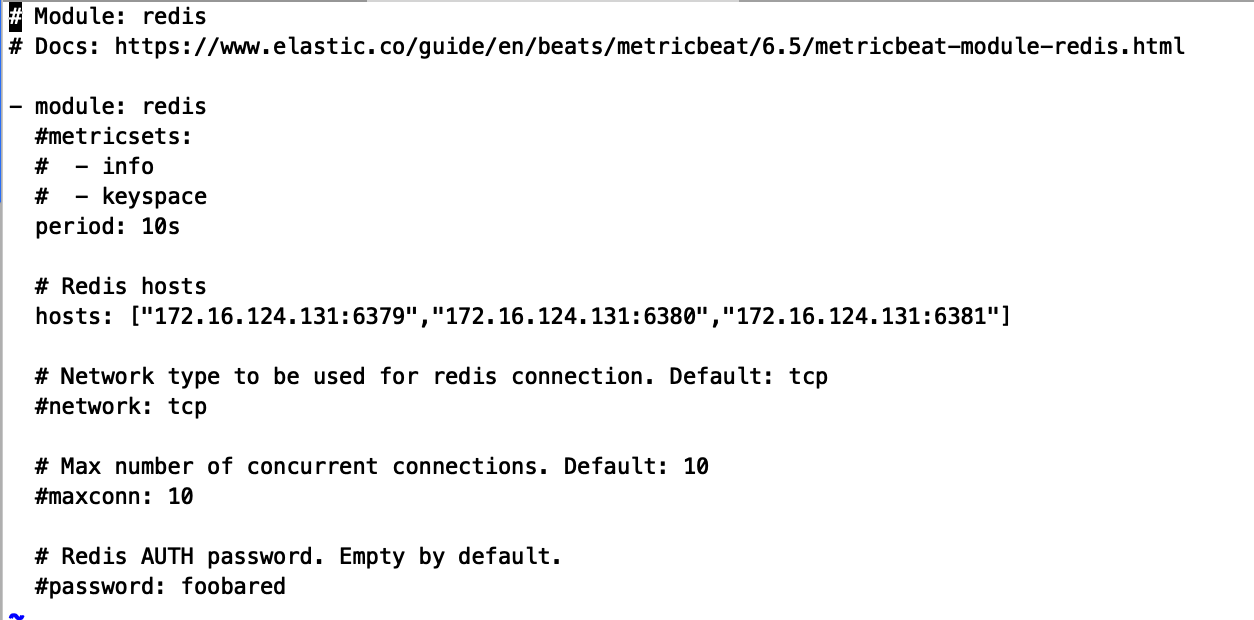 # Module: redis
# Docs: https://www.elastic.co/guide/en/beats/metricbeat/6.5/metricbeat-module-redis.html

- module: redis
  #metricsets:
  #  - info
  #  - keyspace
  period: 10s

  # Redis hosts
  hosts: ["172.16.124.131:6379","172.16.124.131:6380","172.16.124.131:6381"]

  # Network type to be used for redis connection. Default: tcp
  #network: tcp

  # Max number of concurrent connections. Default: 10
  #maxconn: 10

  # Redis AUTH password. Empty by default.
  #password: foobared
~